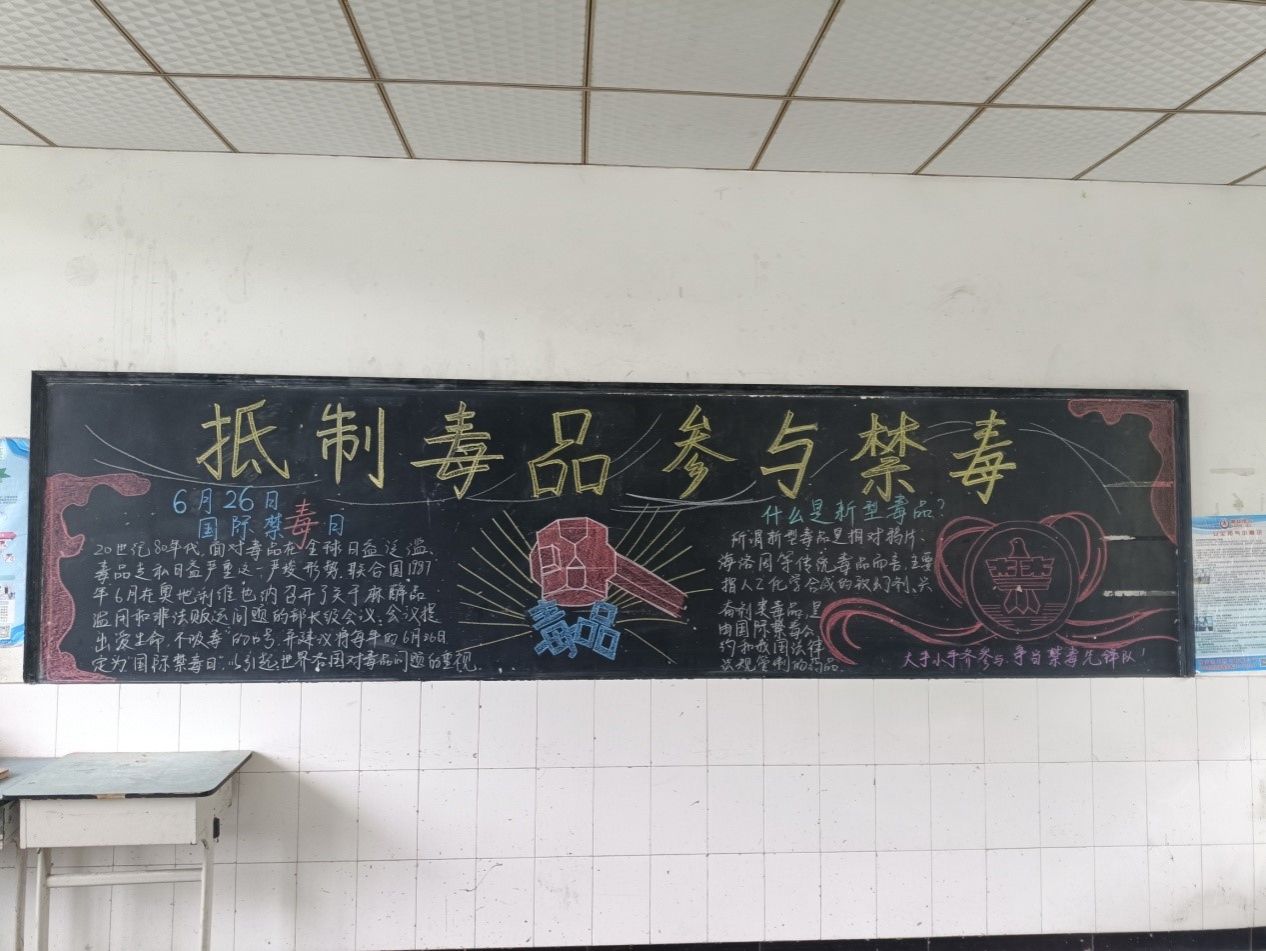 抵制毒品参与禁毒
6月26日
国际禁毒日
20世纪80年代,面对毒品在全球日益泛滥、
毒品走私日益严重这一严峻形势,联合国1987
年6月在奥地利维也纳召开了关于麻醉品
滥用和非法贩运问题的部长级会议。会议提
出"爱生命 不吸毒"的口号,并建议将每年的6月26日
定为"国际禁毒日",以引起世界各国对毒品问题的重视
毒品
什么是新型毒品?
所谓新型毒品是相对鸦片、
海洛因等传统毒品而言,主要
指人工化学合成的致幻剂、兴
奋剂类毒品,是
由国际禁毒公
约和我国法律
法规管制的药品
禁
大手小手齐参与,争当禁毒先锋队!